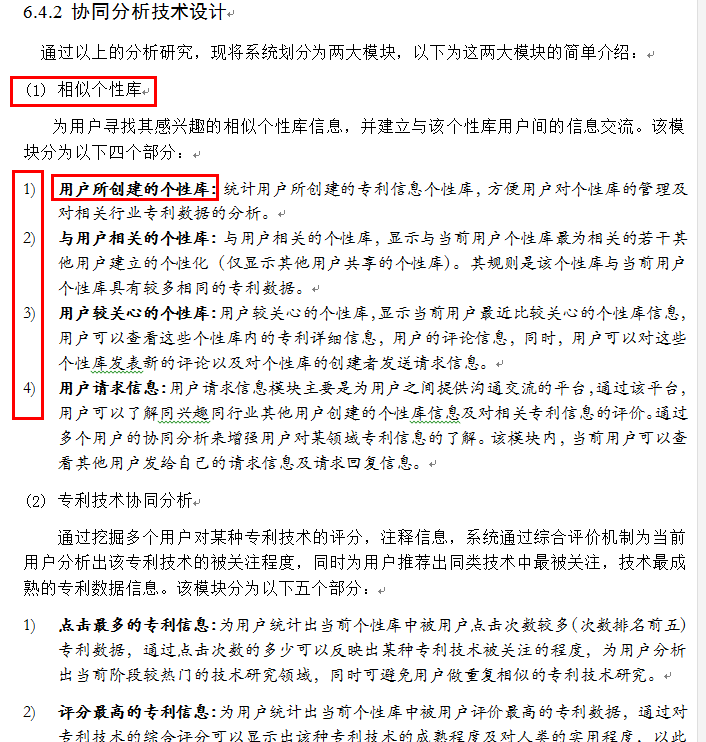 6.4.2 协同分析技术设计
通过以上的分析研究，现将系统划分为两大模块，以下为这两大模块的简单介绍：
（1） 相似个性库
为用户寻找其感兴趣的相似个性库信息，并建立与该个性库用户间的信息交流。该模
块分为以下四个部分：
1) 用户所创建的个性库：统计用户所创建的专利信息个性库，方便用户对个性库的管理及
对相关行业专利数据的分析。
2) 与用户相关的个性库：与用户相关的个性库，显示与当前用户个性库最为相关的若干其
他用户建立的个性化（仅显示其他用户共享的个性库）。其规则是该个性库与当前用户
个性库具有较多相同的专利数据。
3) 用户较关心的个性库：用户较关心的个性库，显示当前用户最近比较关心的个性库信息，
用户可以查看这些个性库内的专利详细信息，用户的评论信息，同时，用户可以对这些
个性库发表新的评论以及对个性库的创建者发送请求信息。
4) 用户请求信息：用户请求信息模块主要是为用户之间提供沟通交流的平台，通过该平台，
用户可以了解同兴趣同行业其他用户创建的个性库信息及对相关专利信息的评价。通过
多个用户的协同分析来增强用户对某领域专利信息的了解。该模块内，当前用户可以查
看其他用户发给自己的请求信息及请求回复信息。
（2） 专利技术协同分析
通过挖掘多个用户对某种专利技术的评分，注释信息，系统通过综合评价机制为当前
用户分析出该专利技术的被关注程度，同时为用户推荐出同类技术中最被关注，技术最成
熟的专利数据信息。该模块分为以下五个部分：
1) 点击最多的专利信息：为用户统计出当前个性库中被用户点击次数较多（次数排名前五）
专利数据，通过点击次数的多少可以反映出某种专利技术被关注的程度，为用户分析
出当前阶段较热门的技术研究领域，同时可避免用户做重复相似的专利技术研究。
2) 评分最高的专利信息：为用户统计出当前个性库中被用户评价最高的专利数据，通过对
专利技术的综合评分可以显示出该种专利技术的成熟程度及对人类的实用程度，以此